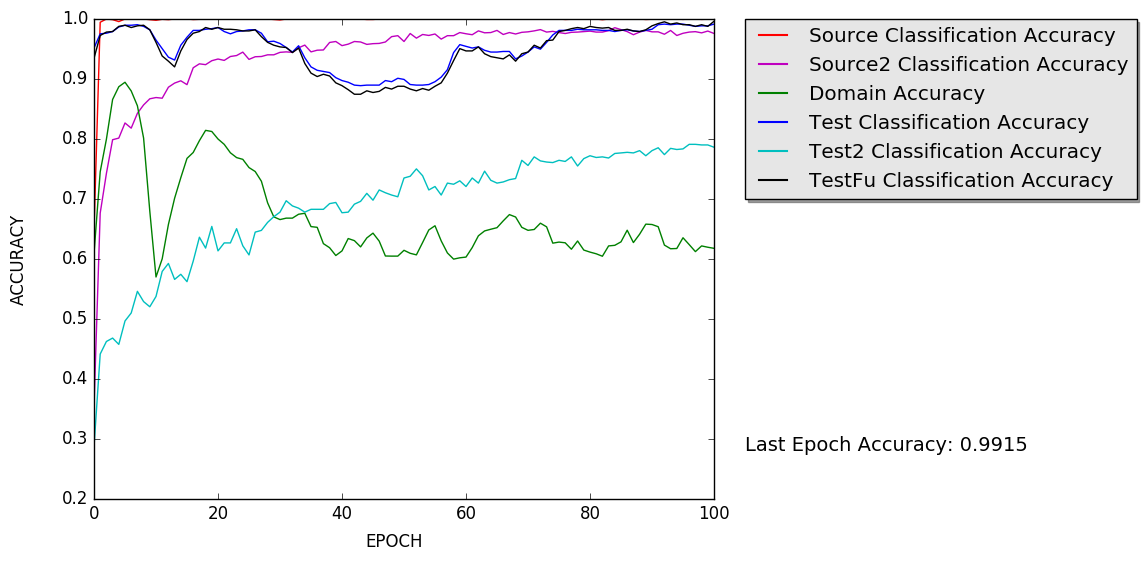 1.0
0.9
0.8
0.7
0.6
0.5
0.4
0.3
0.2
ACCURACY
0 20 40 60 80 100
EPOCH
Source Classification Accuracy
Source2 Classification Accuracy
Domain Accuracy
Test Classification Accuracy
Test2 Classification Accuracy
TestFu Classification Accuracy
Last Epoch Accuracy: 0.9915